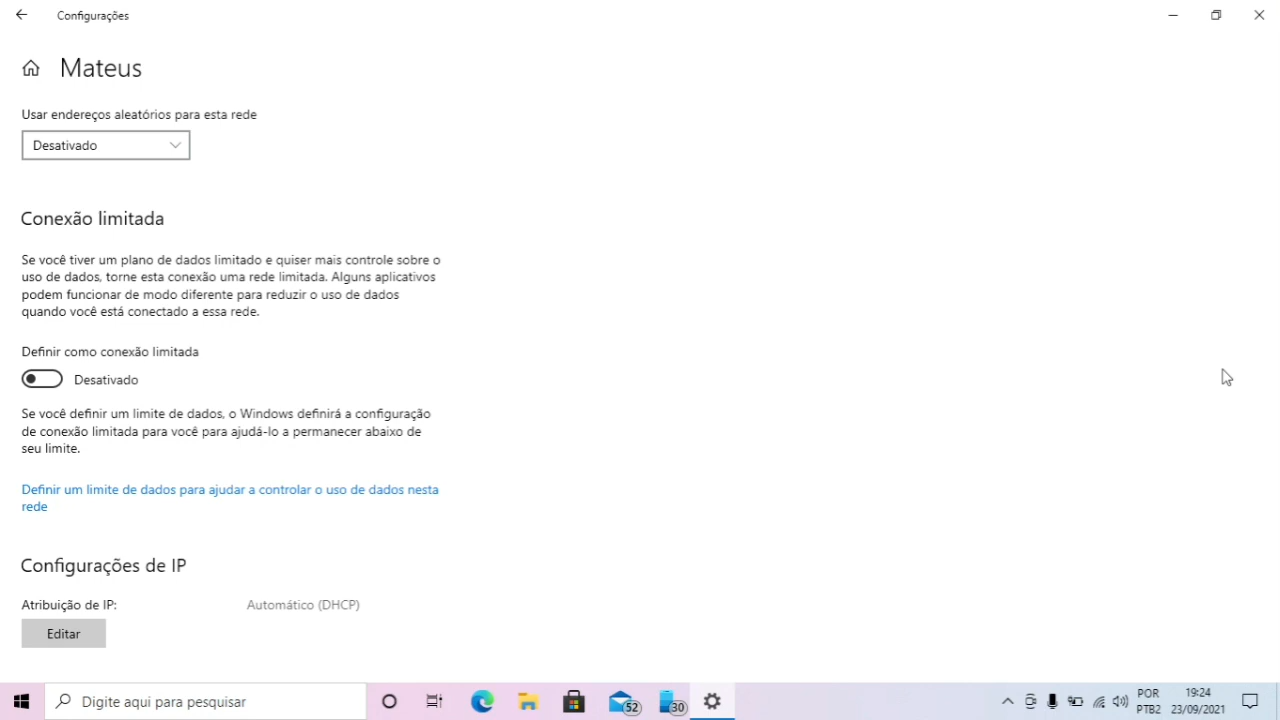 Configurações
Mateus
Usar endereços aleatórios para esta rede
Desativado
Conexão limitada
Se você tiver um plano de dados limitado e quiser mais controle sobre o
uso de dados, torne esta conexão uma rede limitada. Alguns aplicativos
podem funcionar de modo diferente para reduzir o uso de dados
quando você está conectado a essa rede.
Definir como conexão limitada
Desativado
Se você definir um limite de dados, o Windows definirá a configuração
de conexão limitada para você para ajudá-lo a permanecer abaixo de
seu limite.
Definir um limite de dados para ajudar a controlar o uso de dados nesta
rede
Configurações de IP
Atribuição de IP: Automático (DHCP)
Editar
Digite aqui para pesquisar
52
30
POR
PTB2
19:24
23/09/2021